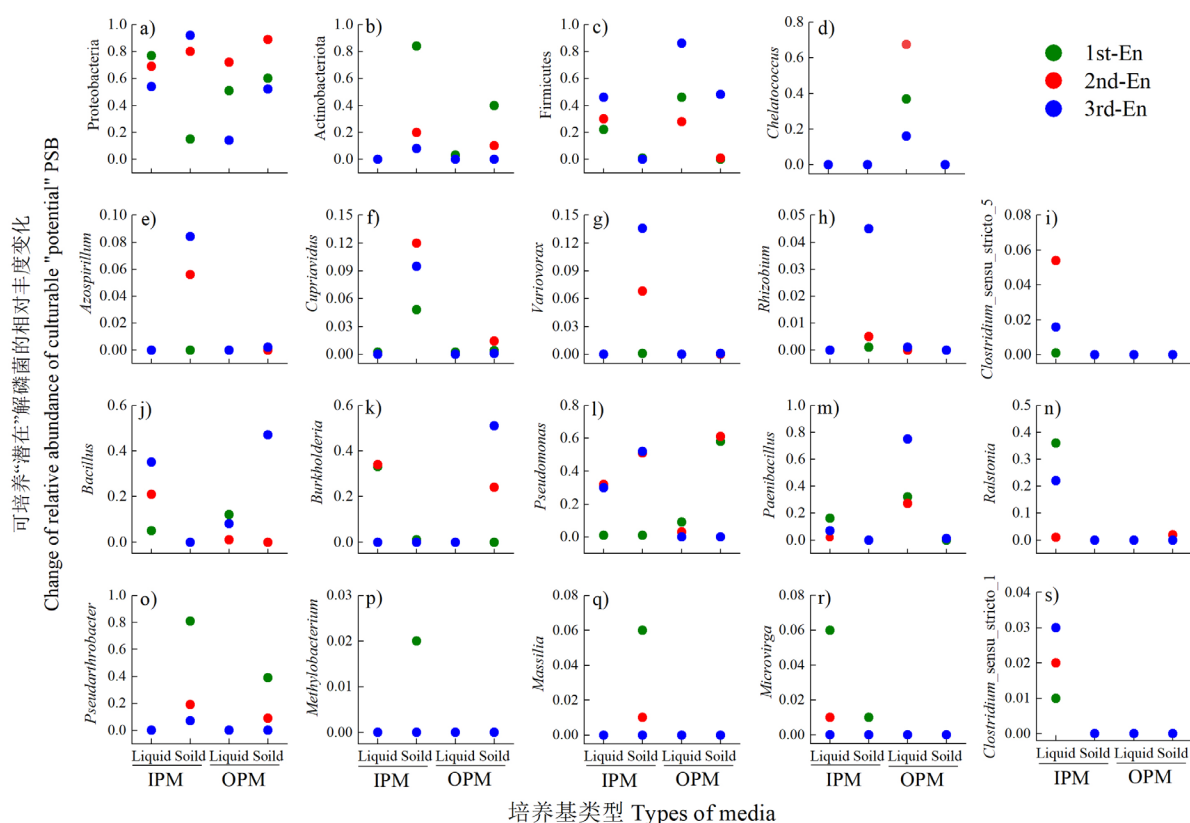 可培养“潜在”解磷菌的相对丰度变化
Change of relative abundance of culturable "potential" PSB
a)
Proteobacteria
1.0
0.8
0.6
0.4
0.2
0.0
b)
Actinobacteriota
1.0
0.8
0.6
0.4
0.2
0.0
c)
Firmicutes
1.0
0.8
0.6
0.4
0.2
0.0
d)
Chelatococcus
0.8
0.6
0.4
0.2
0.0
1st-En
2nd-En
3rd-En
e)
Azospirillum
0.10
0.08
0.06
0.04
0.02
0.00
f)
Cupriavidus
0.15
0.12
0.09
0.06
0.03
0.00
g)
Variovorax
0.15
0.12
0.09
0.06
0.03
0.00
h)
Rhizobium
0.05
0.04
0.03
0.02
0.01
0.00
i)
Clostridium_sensu_stricto_5
0.08
0.06
0.04
0.02
0.00
j)
Bacillus
0.6
0.4
0.2
0.0
k)
Burkholderia
0.6
0.4
0.2
0.0
l)
Pseudomonas
0.8
0.6
0.4
0.2
0.0
m)
Paenibacillus
1.0
0.8
0.6
0.4
0.2
0.0
n)
Ralstonia
0.5
0.4
0.3
0.2
0.1
0.0
o)
Pseudarthrobacter
1.0
0.8
0.6
0.4
0.2
0.0
p)
Methylobacterium
0.03
0.02
0.01
0.00
q)
Massilia
0.08
0.06
0.04
0.02
0.00
r)
Microvirga
0.08
0.06
0.04
0.02
0.00
s)
Clostridium_sensu_stricto_1
0.04
0.03
0.02
0.01
0.00
Liquid Soild Liquid Soild
IPM OPM
Liquid Soild Liquid Soild
IPM OPM
Liquid Soild Liquid Soild
IPM OPM
Liquid Soild Liquid Soild
IPM OPM
Liquid Soild Liquid Soild
IPM OPM
培养基类型 Types of media